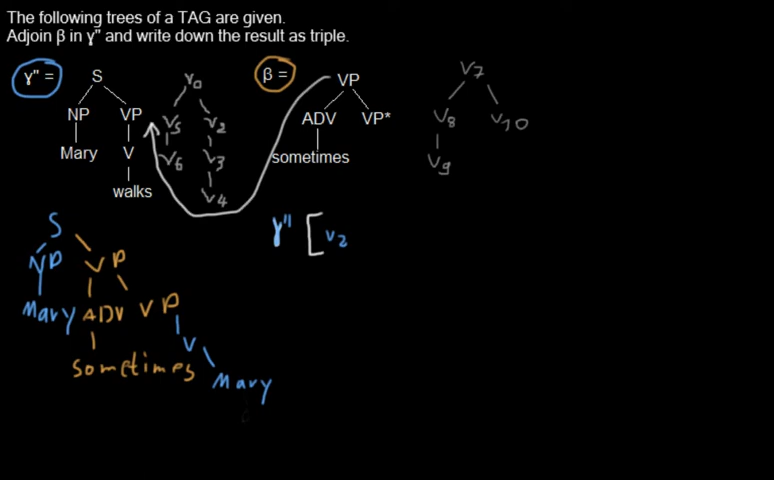 The following trees of a TAG are given.
Adjoin β in ɣ" and write down the result as triple.
ɣ" = S v0 β = VP v7
NP VP v5 v2 ADV VP* v8 v10
Mary V v6 v3 sometimes v9
walks v4
S ɣ" [ v2
NP VP
Mary ADV VP
V
sometimes Mary